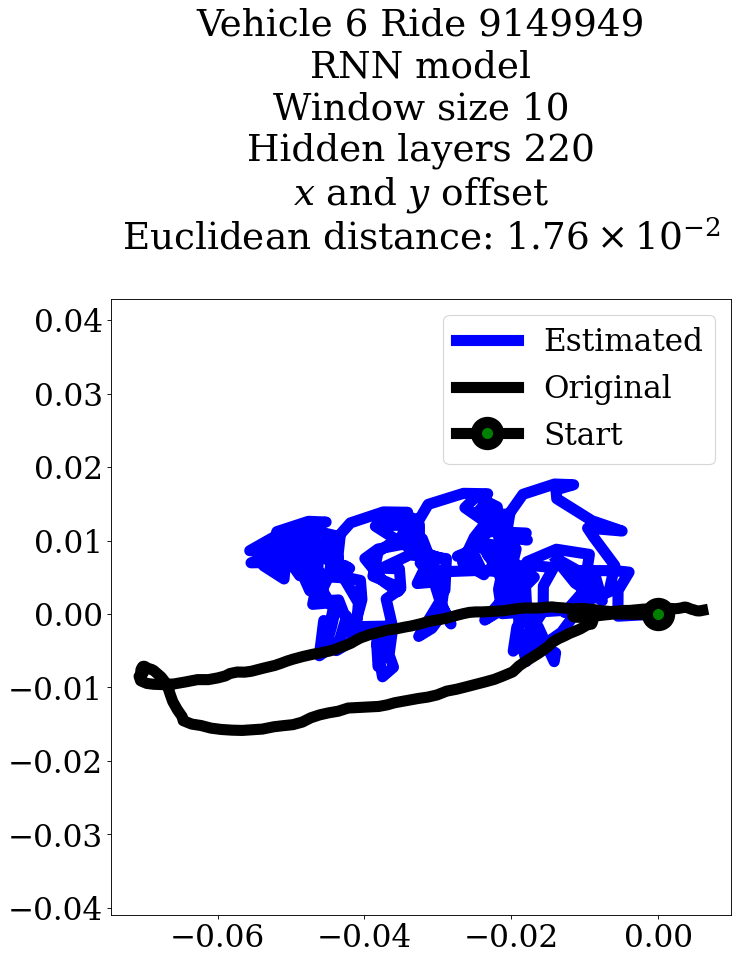 Vehicle 6 Ride 9149949
RNN model
Window size 10
Hidden layers 220
x and y offset
Euclidean distance: 1.76 × 10⁻²
Estimated
Original
Start
0.04
0.03
0.02
0.01
0.00
−0.01
−0.02
−0.03
−0.04
−0.06 −0.04 −0.02 0.00